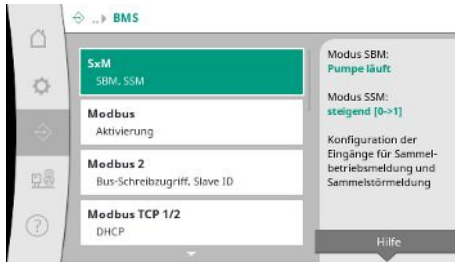 ..▸ BMS
SxM
SBM, SSM
Modbus
Aktivierung
Modbus 2
Bus-Schreibzugriff, Slave ID
Modbus TCP 1/2
DHCP
Modus SBM:
Pumpe läuft
Modus SSM:
steigend [0->1]
Konfiguration der
Eingänge für Sammel-
betriebsmeldung und
Sammelstörmeldung
Hilfe
?